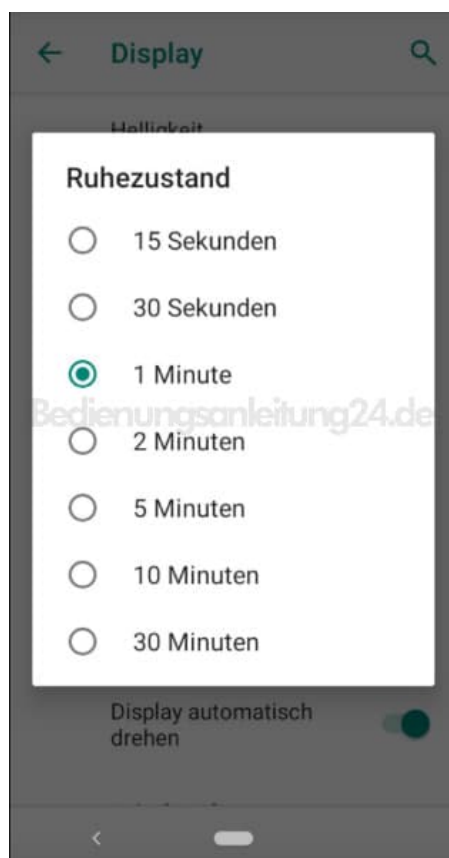 Display
Helligkeit
Ruhezustand
15 Sekunden
30 Sekunden
1 Minute
Bedienungsanleitung24.de
2 Minuten
5 Minuten
10 Minuten
30 Minuten
Display automatisch
drehen